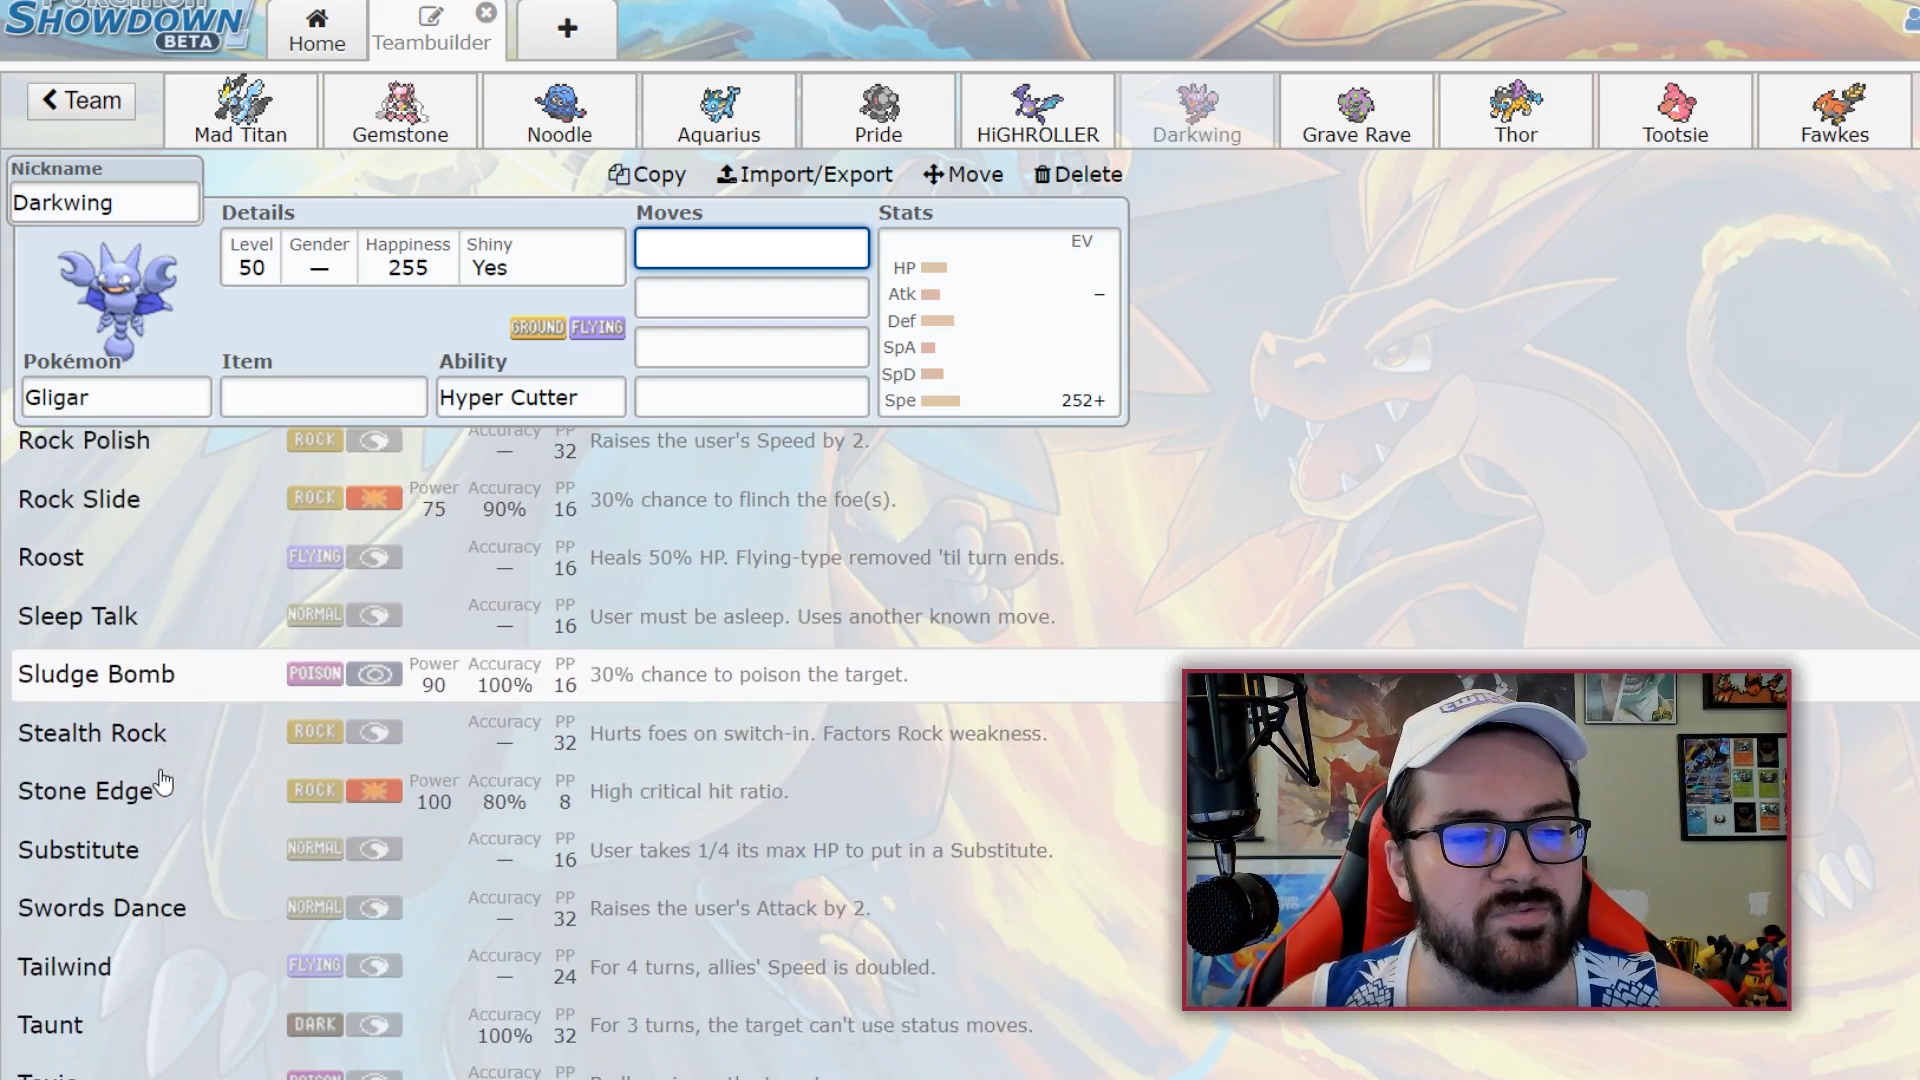 Pokémon
SHOWDOWN
BETA
Home
Teambuilder
+
Team
Mad Titan
Gemstone
Noodle
Aquarius
Pride
HiGHROLLER
Darkwing
Grave Rave
Thor
Tootsie
Fawkes
Nickname
Darkwing
Copy Import/Export Move Delete
Details
Level Gender Happiness Shiny
50 — 255 Yes
GROUND FLYING
Pokémon Item Ability
Gligar Hyper Cutter
Moves
Stats
EV
HP
Atk –
Def
SpA
SpD
Spe 252+
Rock Polish ROCK Accuracy — PP 32 Raises the user's Speed by 2.
Rock Slide ROCK Power 75 Accuracy 90% PP 16 30% chance to flinch the foe(s).
Roost FLYING Accuracy — PP 16 Heals 50% HP. Flying-type removed 'til turn ends.
Sleep Talk NORMAL Accuracy — PP 16 User must be asleep. Uses another known move.
Sludge Bomb POISON Power 90 Accuracy 100% PP 16 30% chance to poison the target.
Stealth Rock ROCK Accuracy — PP 32 Hurts foes on switch-in. Factors Rock weakness.
Stone Edge ROCK Power 100 Accuracy 80% PP 8 High critical hit ratio.
Substitute NORMAL Accuracy — PP 16 User takes 1/4 its max HP to put in a Substitute.
Swords Dance NORMAL Accuracy — PP 32 Raises the user's Attack by 2.
Tailwind FLYING Accuracy — PP 24 For 4 turns, allies' Speed is doubled.
Taunt DARK Accuracy 100% PP 32 For 3 turns, the target can't use status moves.
POISON Accuracy PP